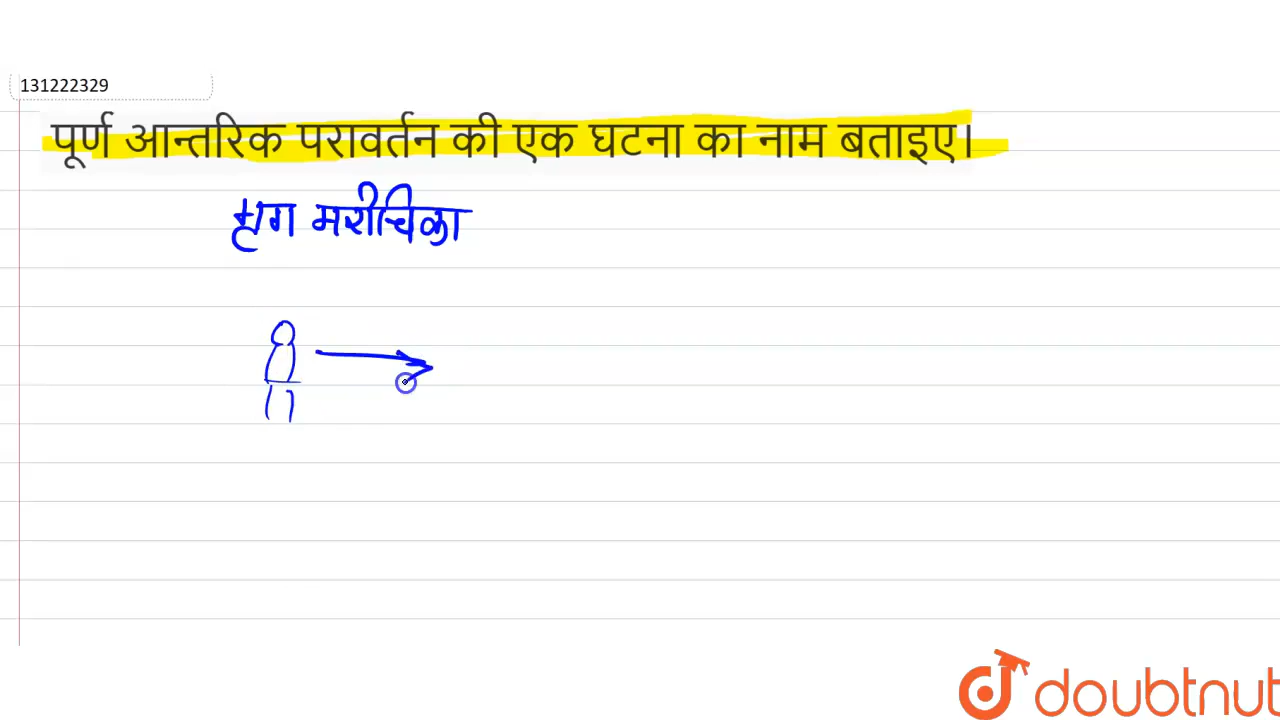 131222329
पूर्ण आन्तरिक परावर्तन की एक घटना का नाम बताइए।
मृग मरीचिका
doubtnut